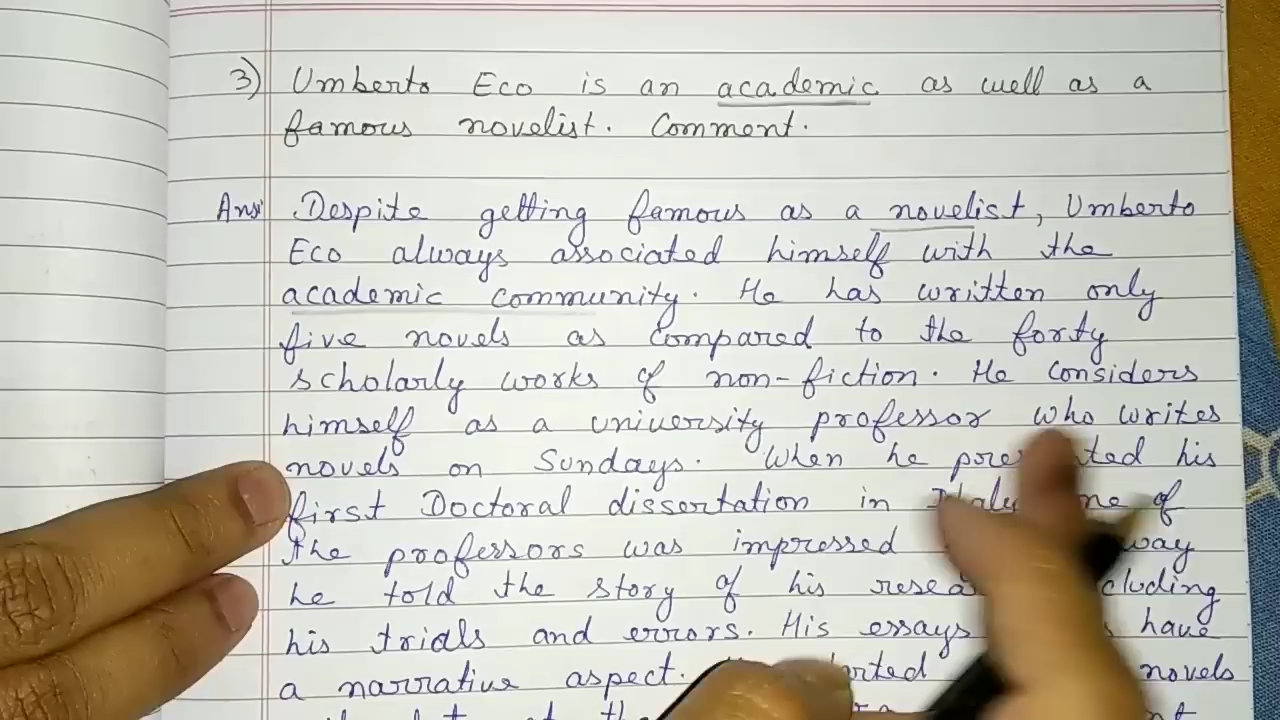 3) Umberto Eco is an academic as well as a
famous novelist. Comment.
Ans: Despite getting famous as a novelist, Umberto
Eco always associated himself with the
academic community. He has written only
five novels as compared to the forty
scholarly works of non-fiction. He considers
himself as a university professor who writes
novels on Sundays. When he his
first Doctoral dissertation in of
the professors was impressed way
he told the story of his
his trials and errors. His essays have
a narrative aspect. novels